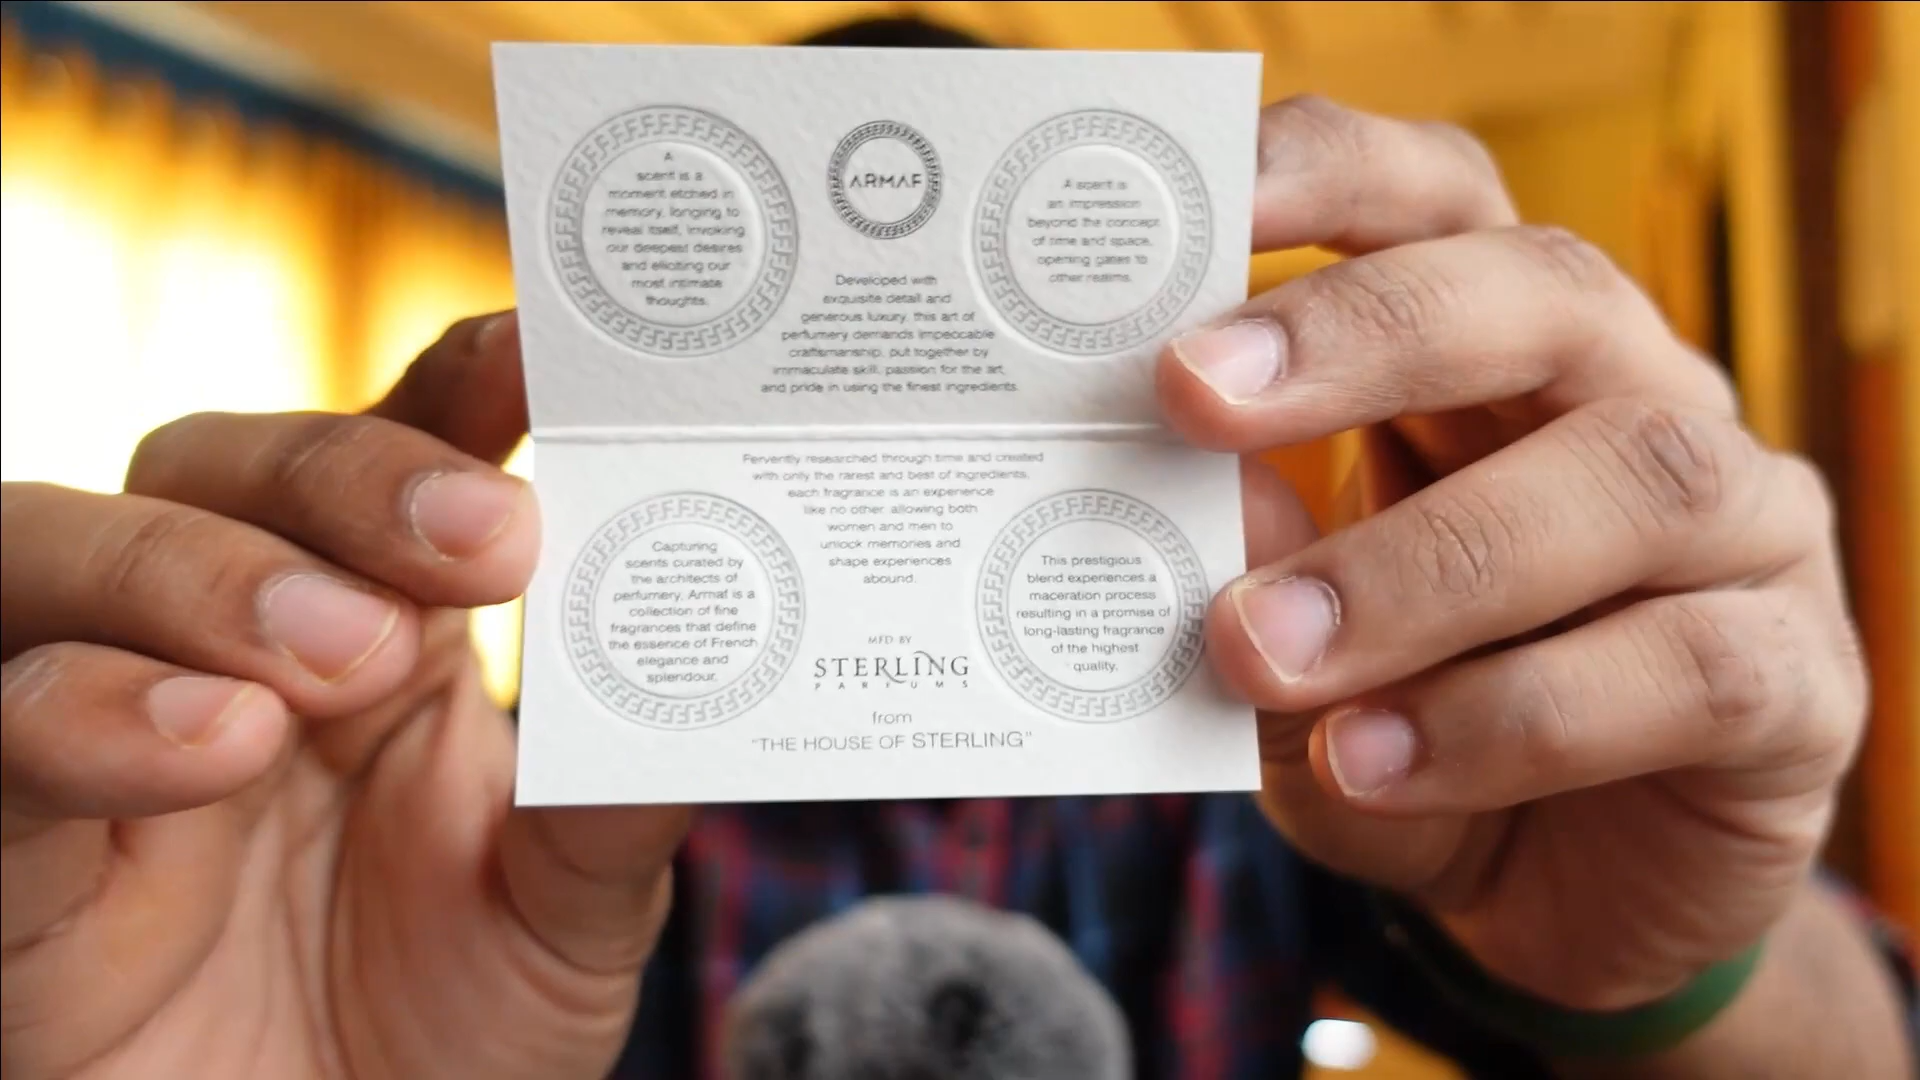 A
scent is a
moment etched in
memory, longing to
reveal itself, invoking
our deepest desires
and eliciting our
most intimate
thoughts.
ARMAF
Developed with
exquisite detail and
generous luxury, this art of
perfumery demands impeccable
craftsmanship, put together by
immaculate skill, passion for the art,
and pride in using the finest ingredients.
A scent is
an impression
beyond the concept
of time and space,
opening gates to
other realms.
Fervently researched through time and created
with only the rarest and best of ingredients,
each fragrance is an experience
like no other, allowing both
women and men to
unlock memories and
shape experiences
abound.
Capturing
scents curated by
the architects of
perfumery, Armaf is a
collection of fine
fragrances that define
the essence of French
elegance and
splendour.
MFD BY
STERLING
PARFUMS
from
"THE HOUSE OF STERLING"
This prestigious
blend experiences a
maceration process
resulting in a promise of
long-lasting fragrance
of the highest
quality.